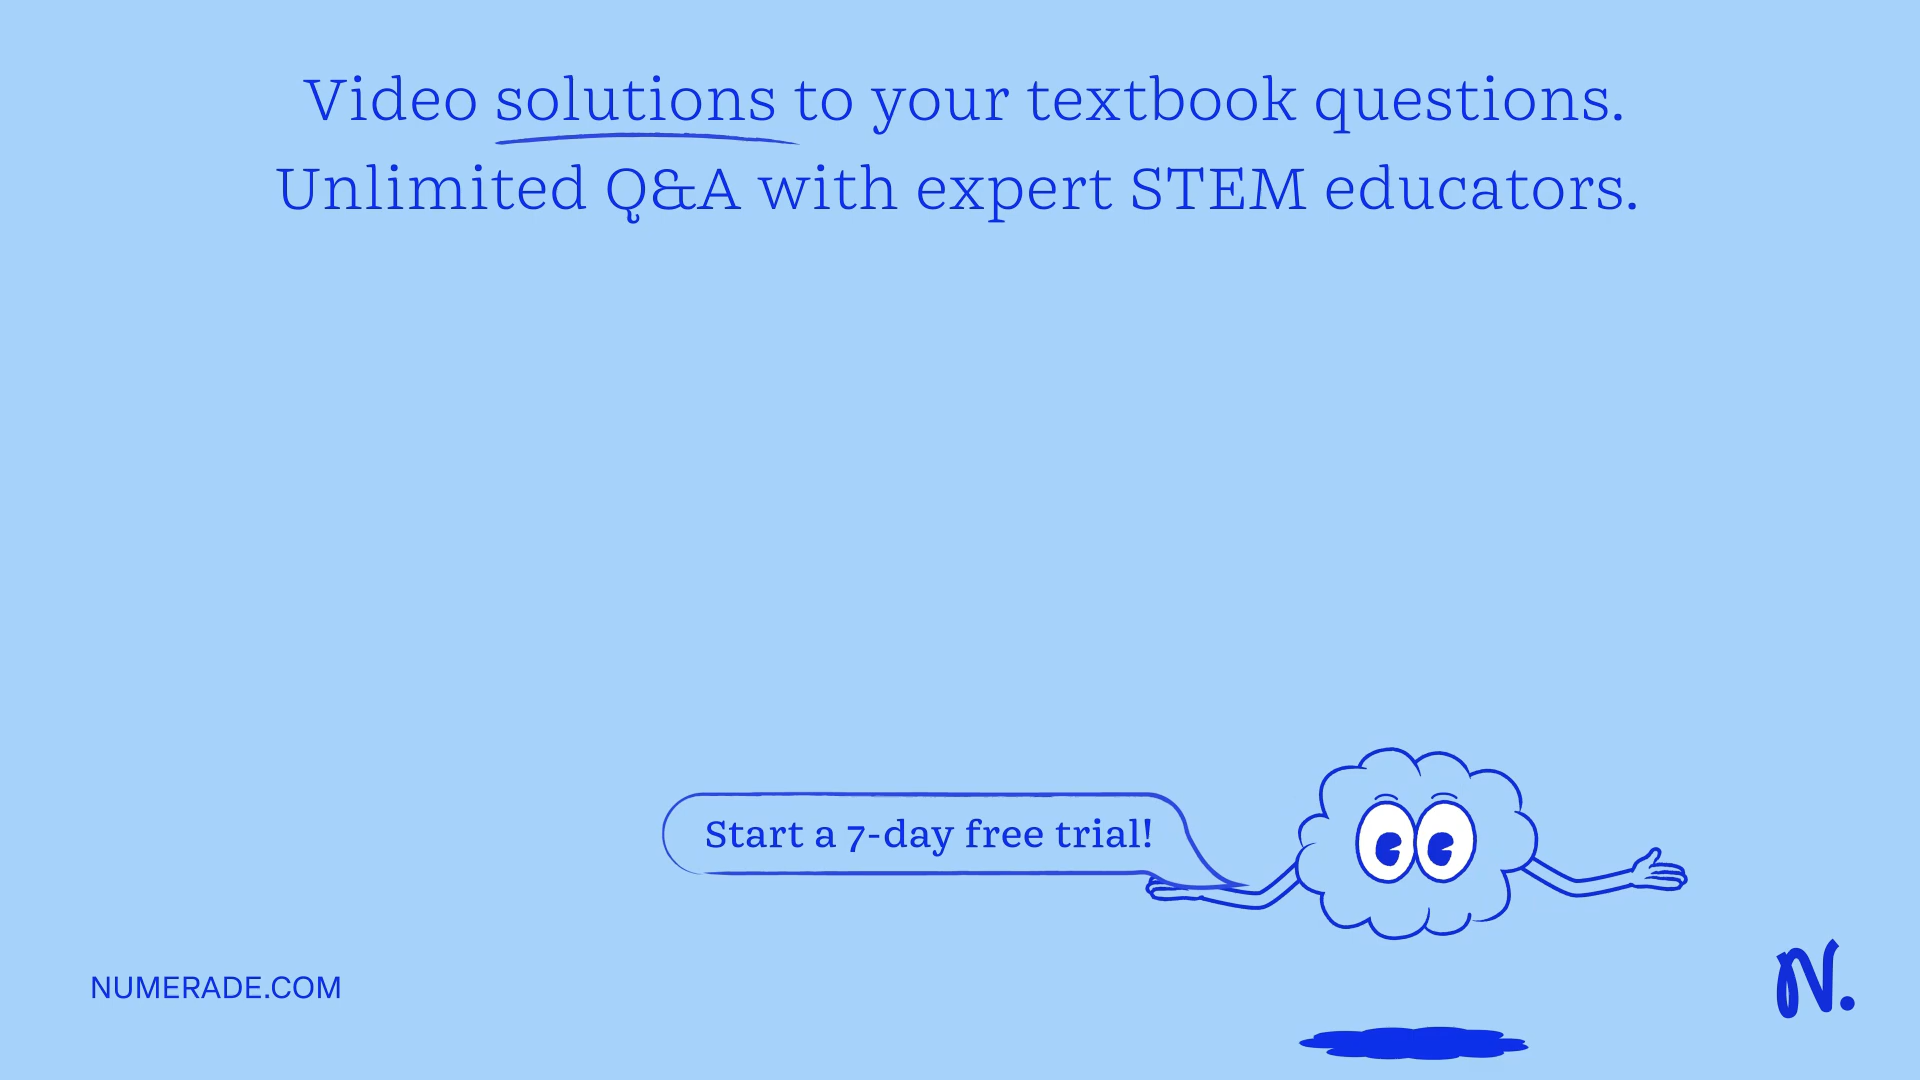 Video solutions to your textbook questions.
Unlimited Q&A with expert STEM educators.
Start a 7-day free trial!
NUMERADE.COM
N.